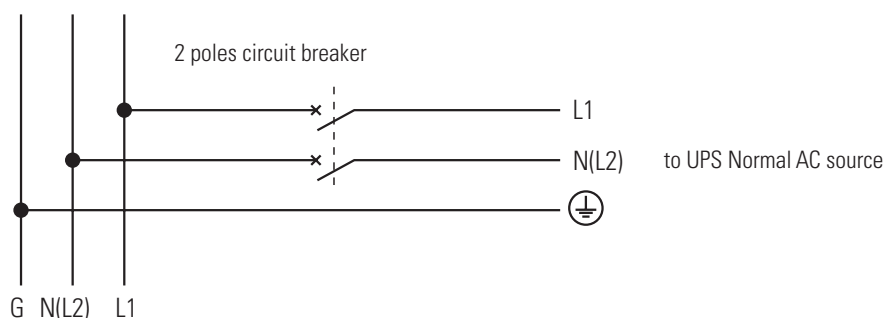 2 poles circuit breaker
L1
N(L2) to UPS Normal AC source
G N(L2) L1